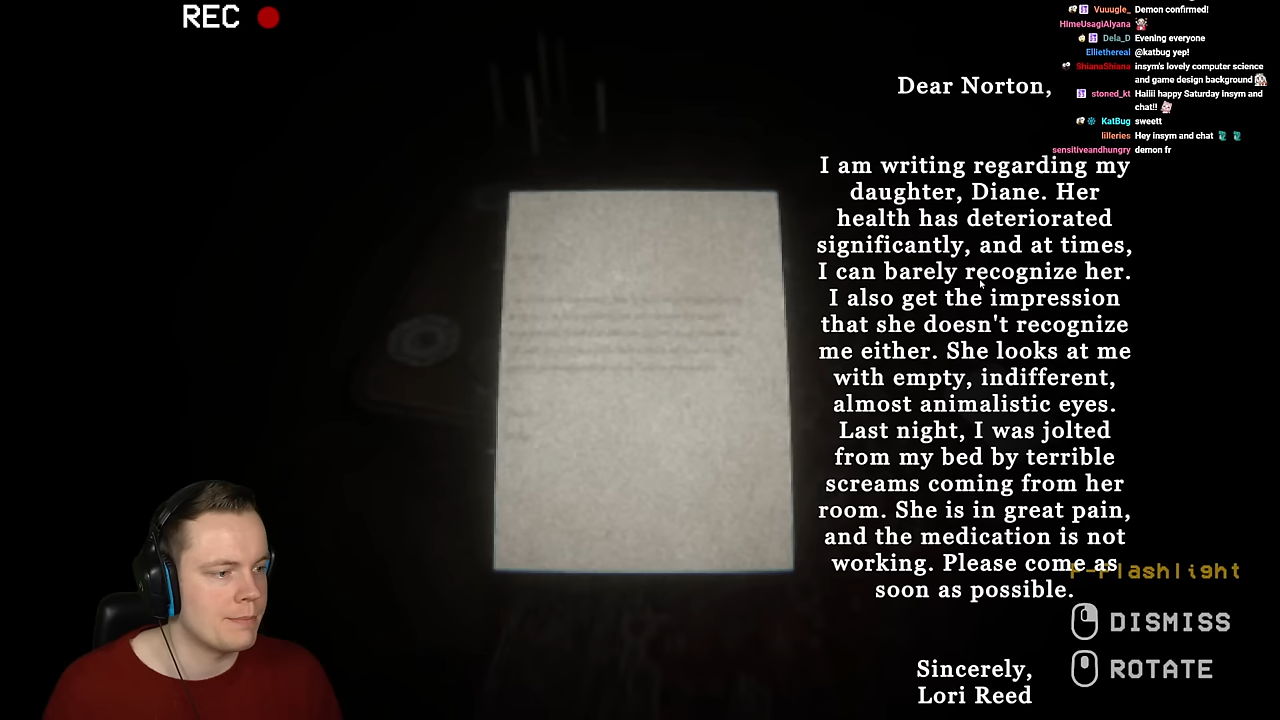 REC
Vuuugle_ Demon confirmed!
HimeUsagiAlyana
Dela_D Evening everyone
Elliethereal @katbug yep!
ShianaShiana insym's lovely computer science
and game design background
stoned_kt Haiiii happy Saturday insym and
chat!!
KatBug sweett
lilleries Hey insym and chat
sensitiveandhungry demon fr
Dear Norton,
I am writing regarding my
daughter, Diane. Her
health has deteriorated
significantly, and at times,
I can barely recognize her.
I also get the impression
that she doesn't recognize
me either. She looks at me
with empty, indifferent,
almost animalistic eyes.
Last night, I was jolted
from my bed by terrible
screams coming from her
room. She is in great pain,
and the medication is not
working. Please come as
soon as possible.
F-Flashlight
DISMISS
ROTATE
Sincerely,
Lori Reed